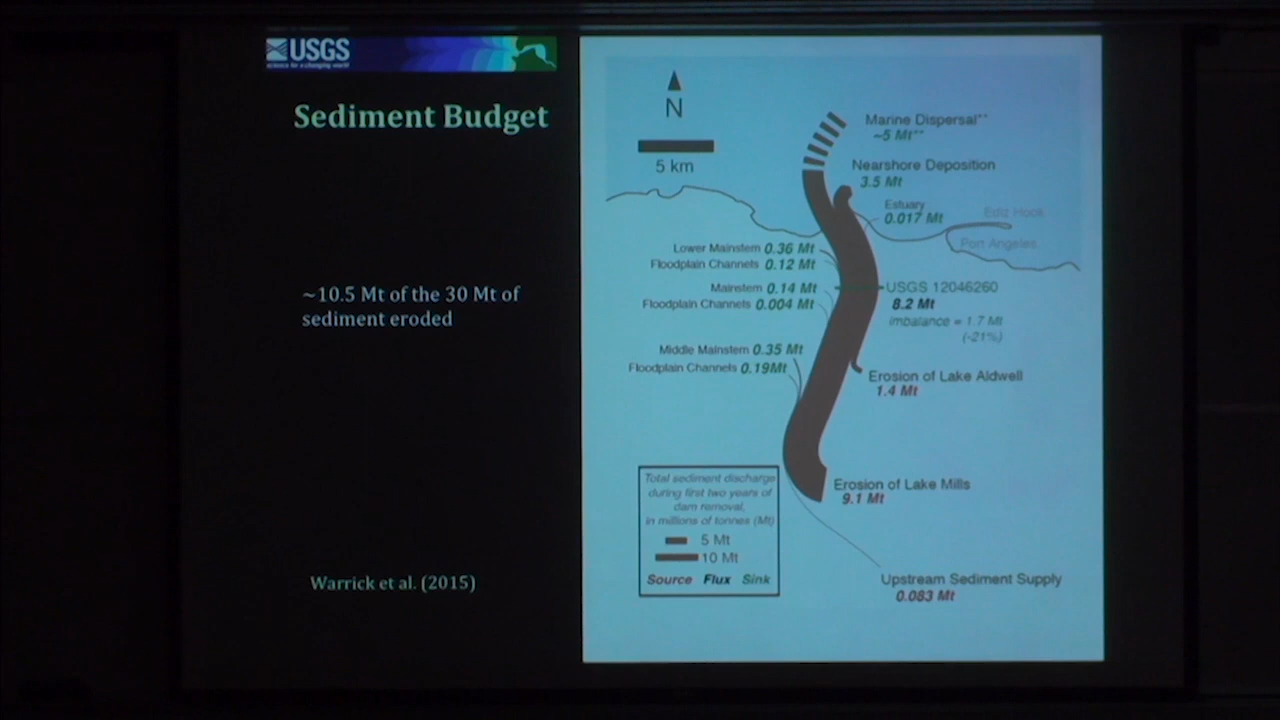 USGS
science for a changing world
Sediment Budget
~10.5 Mt of the 30 Mt of
sediment eroded
Warrick et al. (2015)
N
5 km
Marine Dispersal**
~5 Mt**
Nearshore Deposition
3.5 Mt
Estuary
0.017 Mt
Ediz Hook
Port Angeles
Lower Mainstem 0.36 Mt
Floodplain Channels 0.12 Mt
Mainstem 0.14 Mt
Floodplain Channels 0.004 Mt
USGS 12046260
8.2 Mt
imbalance = 1.7 Mt
(-21%)
Middle Mainstem 0.35 Mt
Floodplain Channels 0.19Mt
Erosion of Lake Aldwell
1.4 Mt
Erosion of Lake Mills
9.1 Mt
Total sediment discharge
during first two years of
dam removal,
in millions of tonnes (Mt)
5 Mt
10 Mt
Source Flux Sink
Upstream Sediment Supply
0.083 Mt